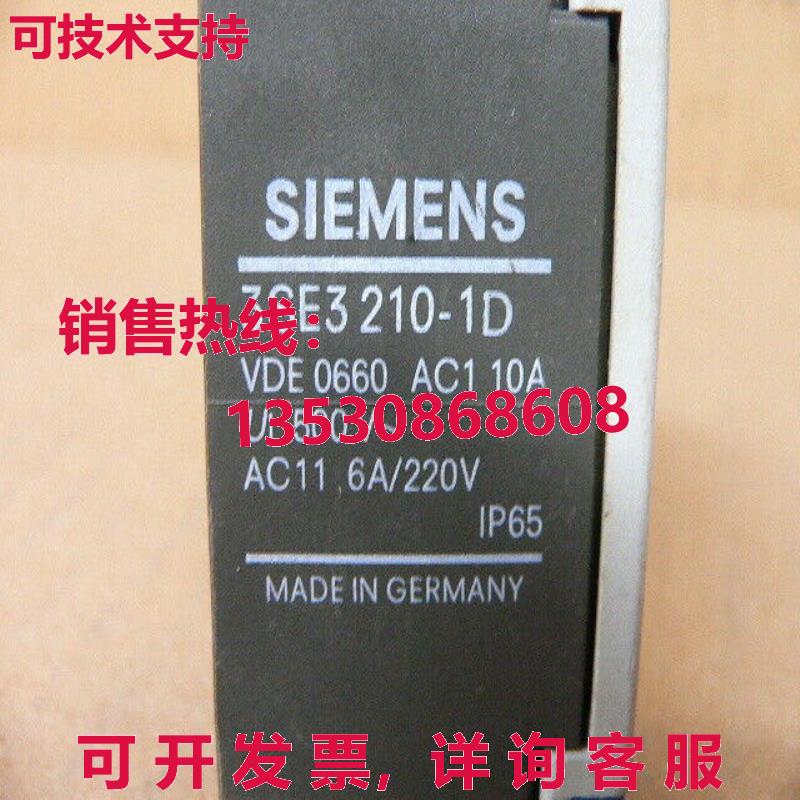 可技术支持
SIEMENS
3SE3 210-1D
销售热线:
VDE 0660 AC1 10A
13530868608
AC11 6A/220V
IP65
MADE IN GERMANY
可开发票, 详询客服